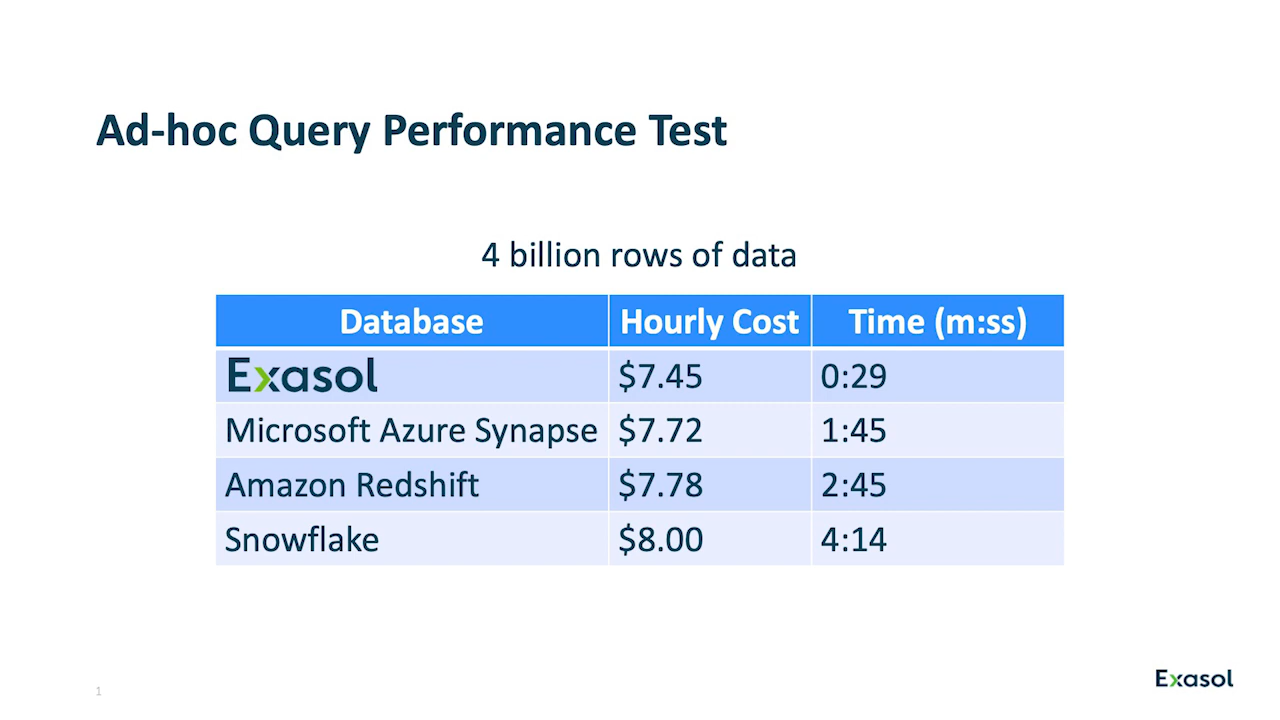 Ad-hoc Query Performance Test
4 billion rows of data
Database Hourly Cost Time (m:ss)
Exasol $7.45 0:29
Microsoft Azure Synapse $7.72 1:45
Amazon Redshift $7.78 2:45
Snowflake $8.00 4:14
1
Exasol